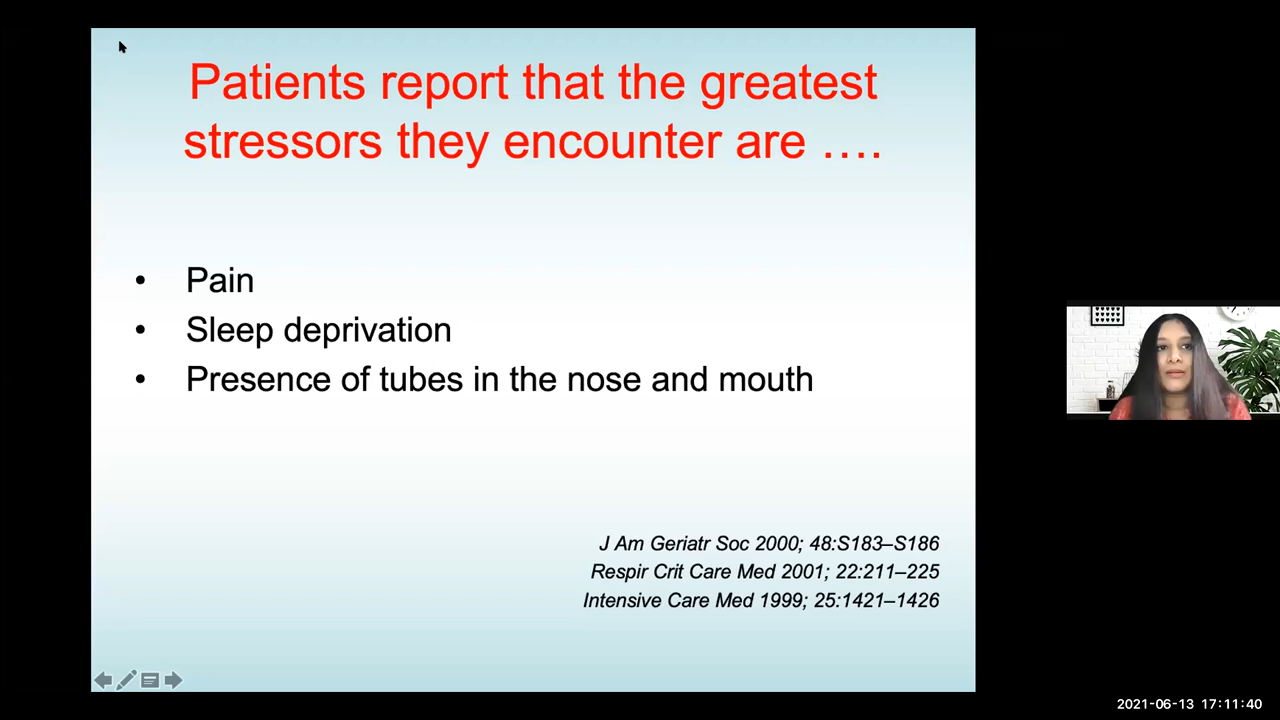 Patients report that the greatest
stressors they encounter are ….
• Pain
• Sleep deprivation
• Presence of tubes in the nose and mouth
J Am Geriatr Soc 2000; 48:S183–S186
Respir Crit Care Med 2001; 22:211–225
Intensive Care Med 1999; 25:1421–1426
2021-06-13 17:11:40